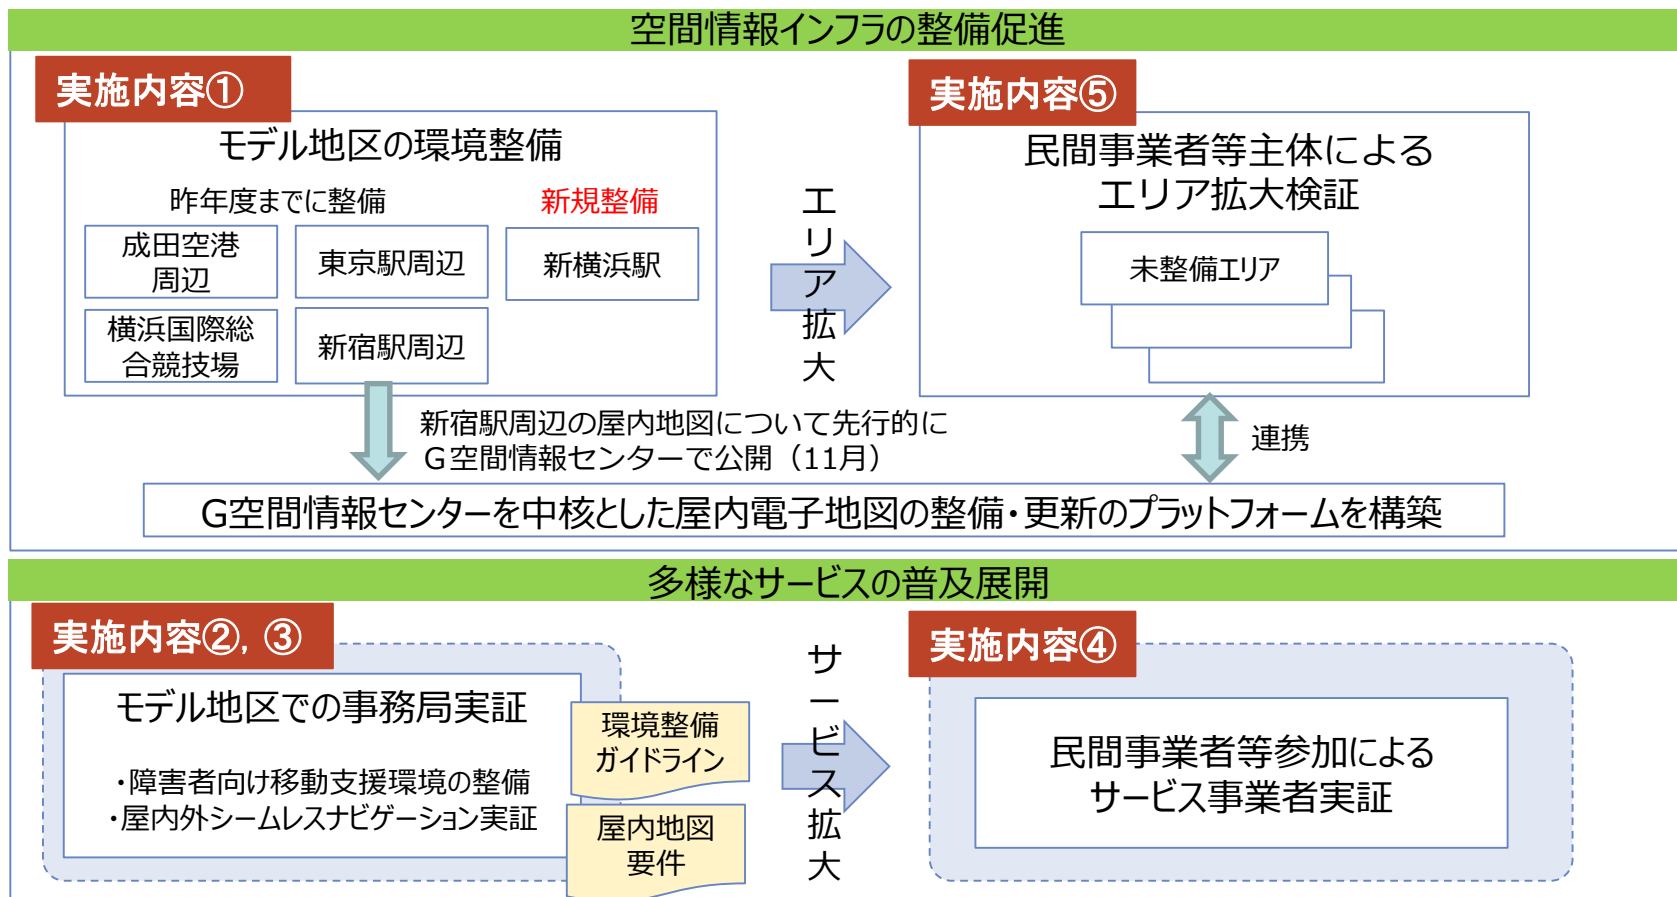 空間情報インフラの整備促進
実施内容①
モデル地区の環境整備
昨年度までに整備
新規整備
成田空港
周辺
東京駅周辺
新横浜駅
横浜国際総
合競技場
新宿駅周辺
エリア拡大
実施内容⑤
民間事業者等主体による
エリア拡大検証
未整備エリア
新宿駅周辺の屋内地図について先行的に
G空間情報センターで公開（11月）
連携
G空間情報センターを中核とした屋内電子地図の整備・更新のプラットフォームを構築
多様なサービスの普及展開
実施内容②, ③
モデル地区での事務局実証
・障害者向け移動支援環境の整備
・屋内外シームレスナビゲーション実証
環境整備
ガイドライン
屋内地図
要件
サービス拡大
実施内容④
民間事業者等参加による
サービス事業者実証